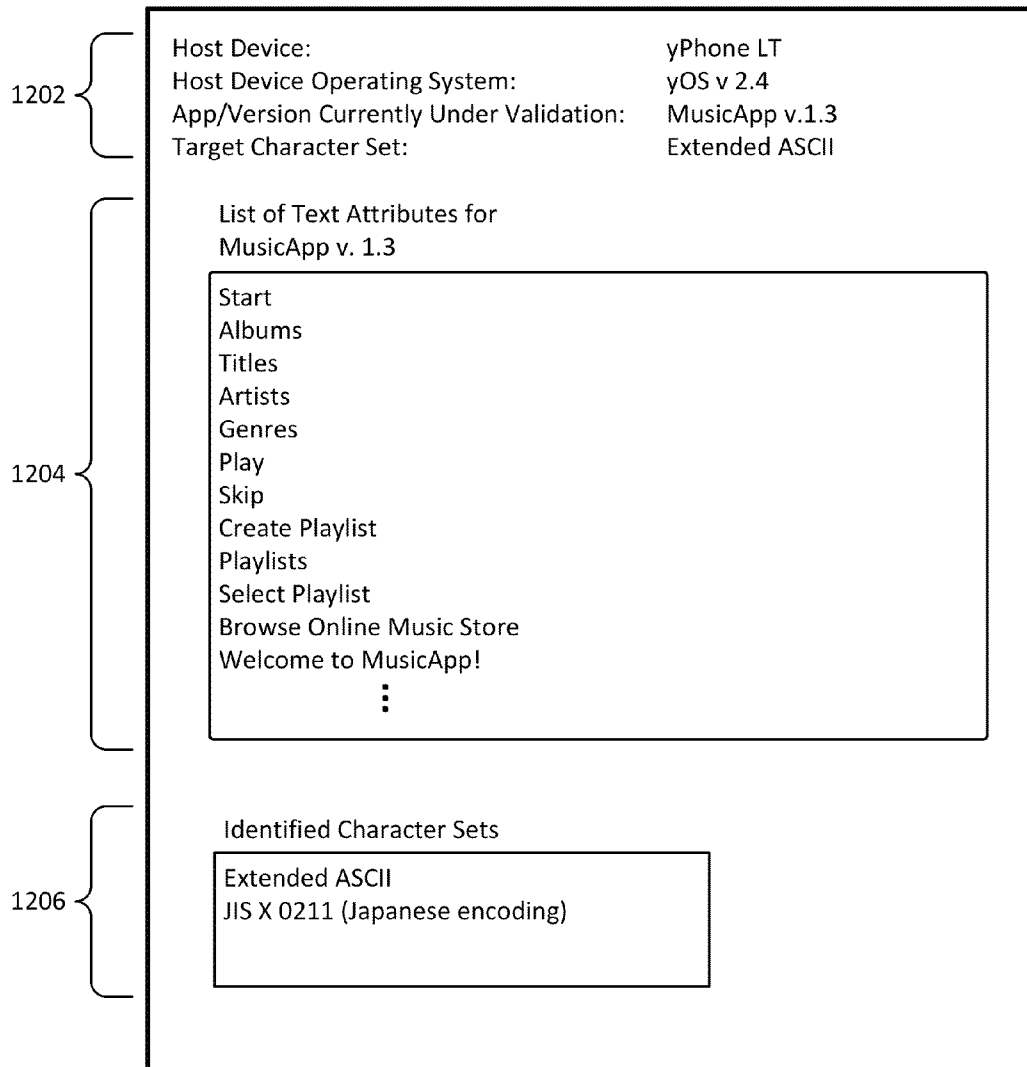 Host Device: yPhone LT
1202 Host Device Operating System: yOS v 2.4
App/Version Currently Under Validation: MusicApp v.1.3
Target Character Set: Extended ASCII
List of Text Attributes for
MusicApp v. 1.3
Start
Albums
Titles
Artists
Genres
1204 Play
Skip
Create Playlist
Playlists
Select Playlist
Browse Online Music Store
Welcome to MusicApp!
Identified Character Sets
Extended ASCII
1206 JIS X 0211 (Japanese encoding)